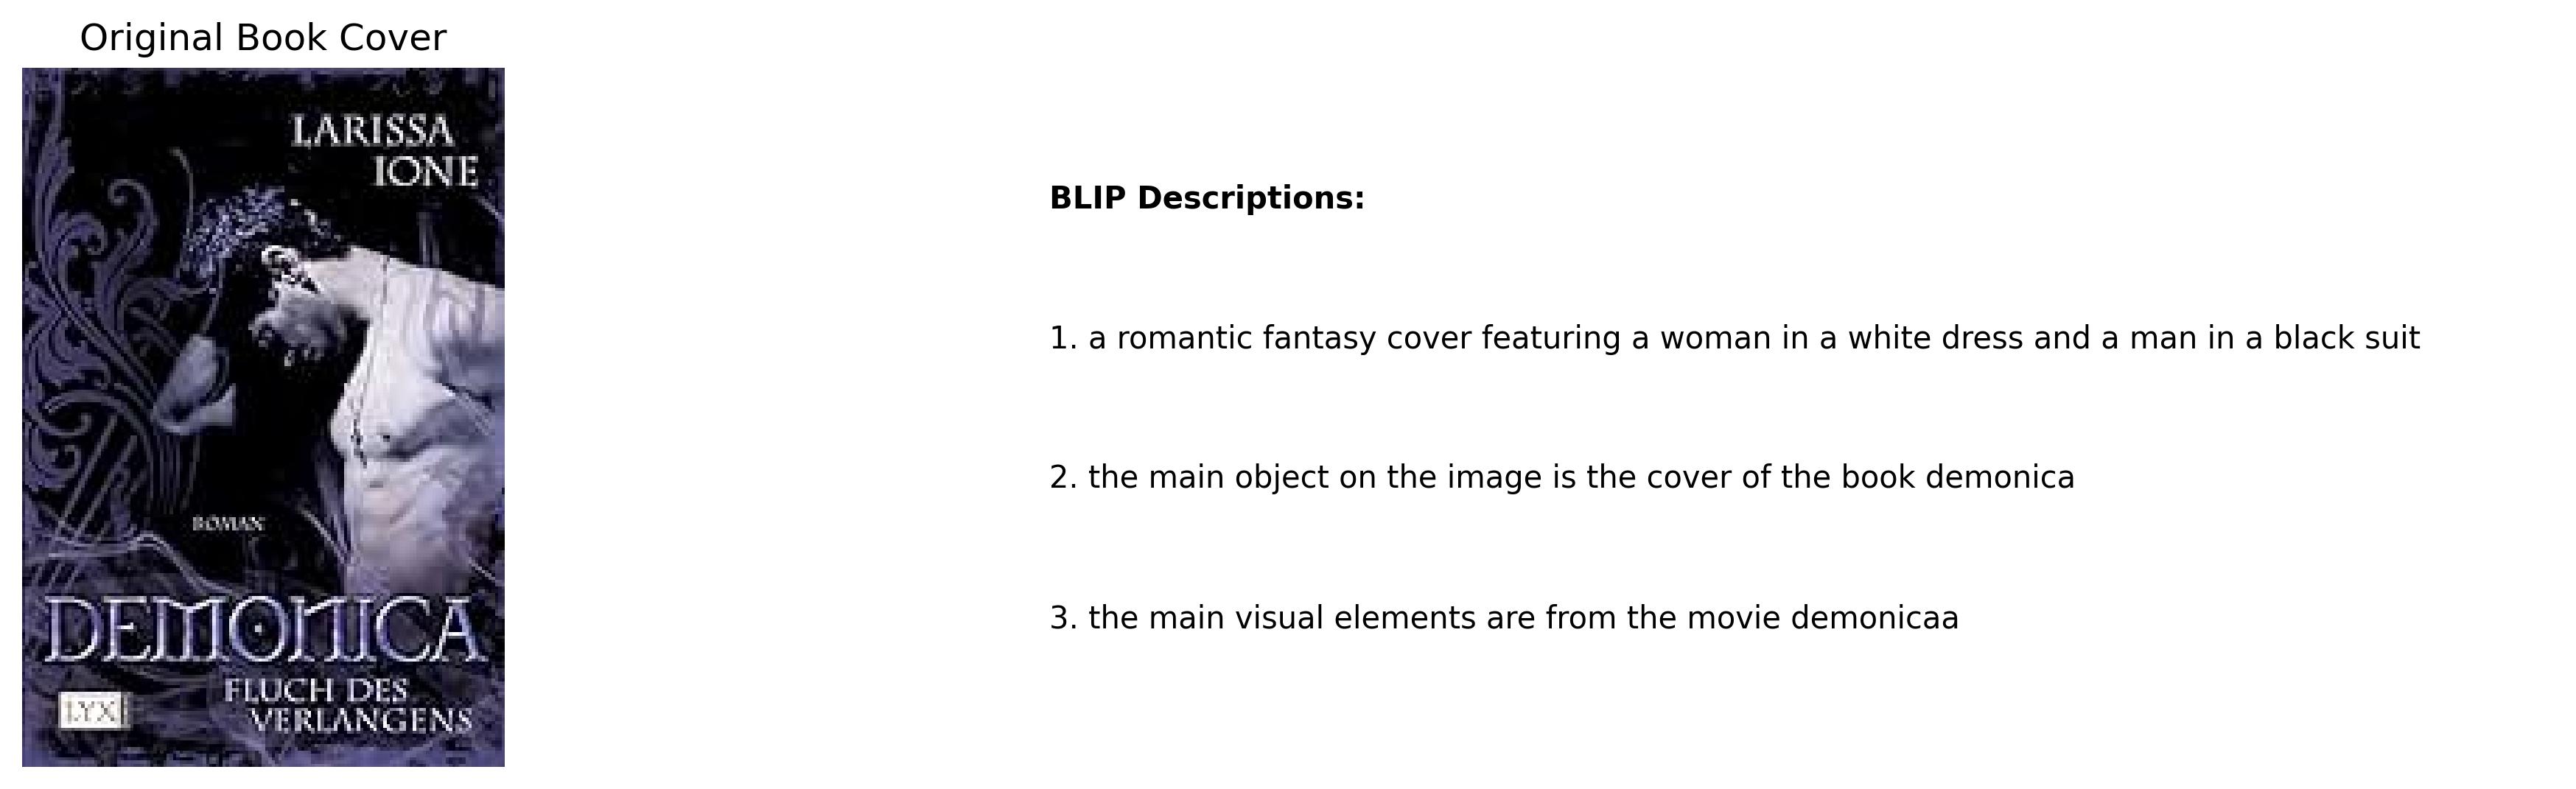 Original Book Cover
LARISSA
IONE
ROMAN
DEMONICA
FLUCH DES
VERLANGENS
LYX
BLIP Descriptions:
1. a romantic fantasy cover featuring a woman in a white dress and a man in a black suit
2. the main object on the image is the cover of the book demonica
3. the main visual elements are from the movie demonicaa